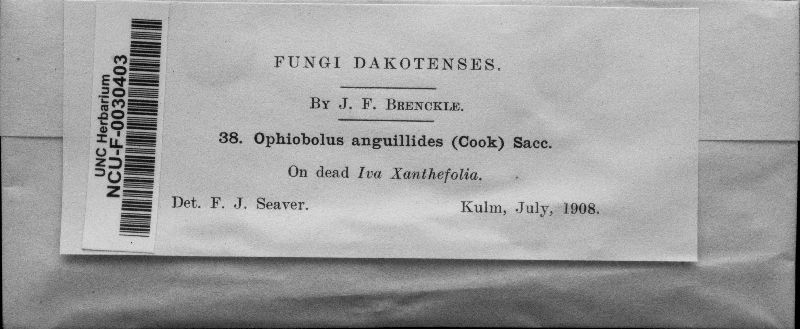 FUNGI DAKOTENSES.
By J. F. Brenckle.
38. Ophiobolus anguillides (Cook) Sacc.
On dead Iva Xanthefolia.
Det. F. J. Seaver. Kulm, July, 1908.
UNC Herbarium
NCU-F-0030403